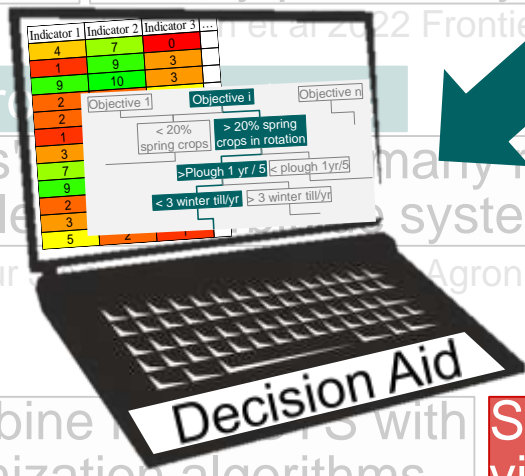 et al 2022 Frontie
Indicator 1 Indicator 2 Indicator 3 ...
4 7 0
1 9 3
9 10 3
2
2
1
3
7
9
2
3
5 2 1
Objective 1 Objective i Objective n
< 20% spring crops
> 20% spring crops in rotation
>Plough 1 yr / 5 < plough 1yr/5
< 3 winter till/yr > 3 winter till/yr
many
syste
Agron
Decision Aid
bine
S with
ization algorithms
S
vi